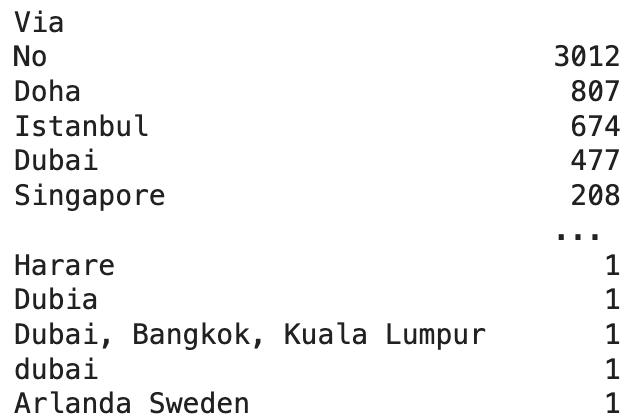 Via
No 3012
Doha 807
Istanbul 674
Dubai 477
Singapore 208
...
Harare 1
Dubia 1
Dubai, Bangkok, Kuala Lumpur 1
dubai 1
Arlanda Sweden 1